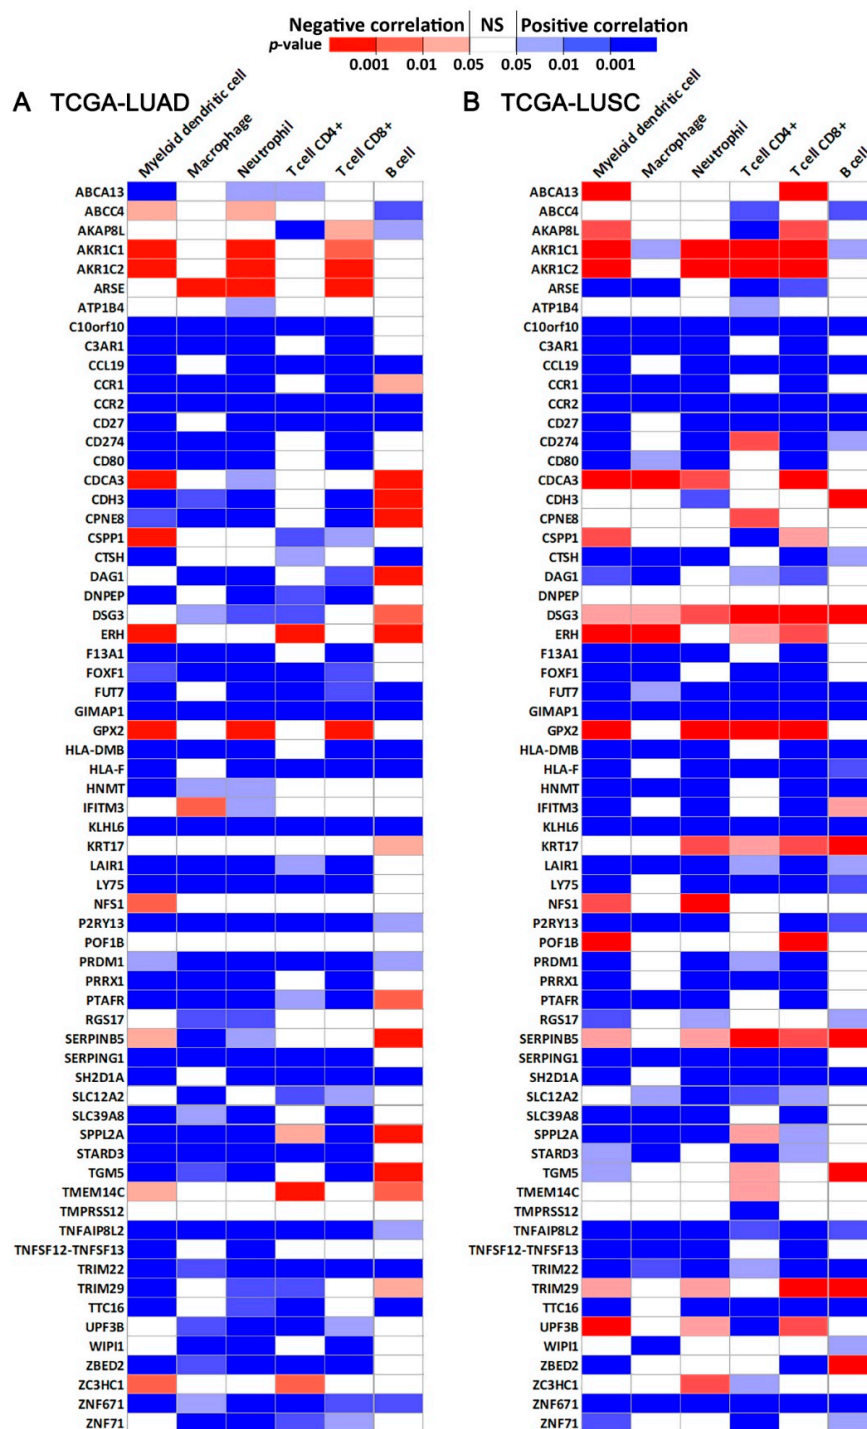 Negative correlation NS Positive correlation
p-value
0.001 0.01 0.05 0.05 0.01 0.001
A TCGA-LUAD
B TCGA-LUSC
Myeloid dendritic cell
Macrophage
Neutrophil
T cell CD4+
T cell CD8+
B cell
Myeloid dendritic cell
Macrophage
Neutrophil
T cell CD4+
T cell CD8+
B cell
ABCA13 ABCA13
ABCC4 ABCC4
AKAP8L AKAP8L
AKR1C1 AKR1C1
AKR1C2 AKR1C2
ARSE ARSE
ATP1B4 ATP1B4
C10orf10 C10orf10
C3AR1 C3AR1
CCL19 CCL19
CCR1 CCR1
CCR2 CCR2
CD27 CD27
CD274 CD274
CD80 CD80
CDCA3 CDCA3
CDH3 CDH3
CPNE8 CPNE8
CSPP1 CSPP1
CTSH CTSH
DAG1 DAG1
DNPEP DNPEP
DSG3 DSG3
ERH ERH
F13A1 F13A1
FOXF1 FOXF1
FUT7 FUT7
GIMAP1 GIMAP1
GPX2 GPX2
HLA-DMB HLA-DMB
HLA-F HLA-F
HNMT HNMT
IFITM3 IFITM3
KLHL6 KLHL6
KRT17 KRT17
LAIR1 LAIR1
LY75 LY75
NFS1 NFS1
P2RY13 P2RY13
POF1B POF1B
PRDM1 PRDM1
PRRX1 PRRX1
PTAFR PTAFR
RGS17 RGS17
SERPINB5 SERPINB5
SERPING1 SERPING1
SH2D1A SH2D1A
SLC12A2 SLC12A2
SLC39A8 SLC39A8
SPPL2A SPPL2A
STARD3 STARD3
TGM5 TGM5
TMEM14C TMEM14C
TMPRSS12 TMPRSS12
TNFAIP8L2 TNFAIP8L2
TNFSF12-TNFSF13 TNFSF12-TNFSF13
TRIM22 TRIM22
TRIM29 TRIM29
TTC16 TTC16
UPF3B UPF3B
WIPI1 WIPI1
ZBED2 ZBED2
ZC3HC1 ZC3HC1
ZNF671 ZNF671
ZNF71 ZNF71